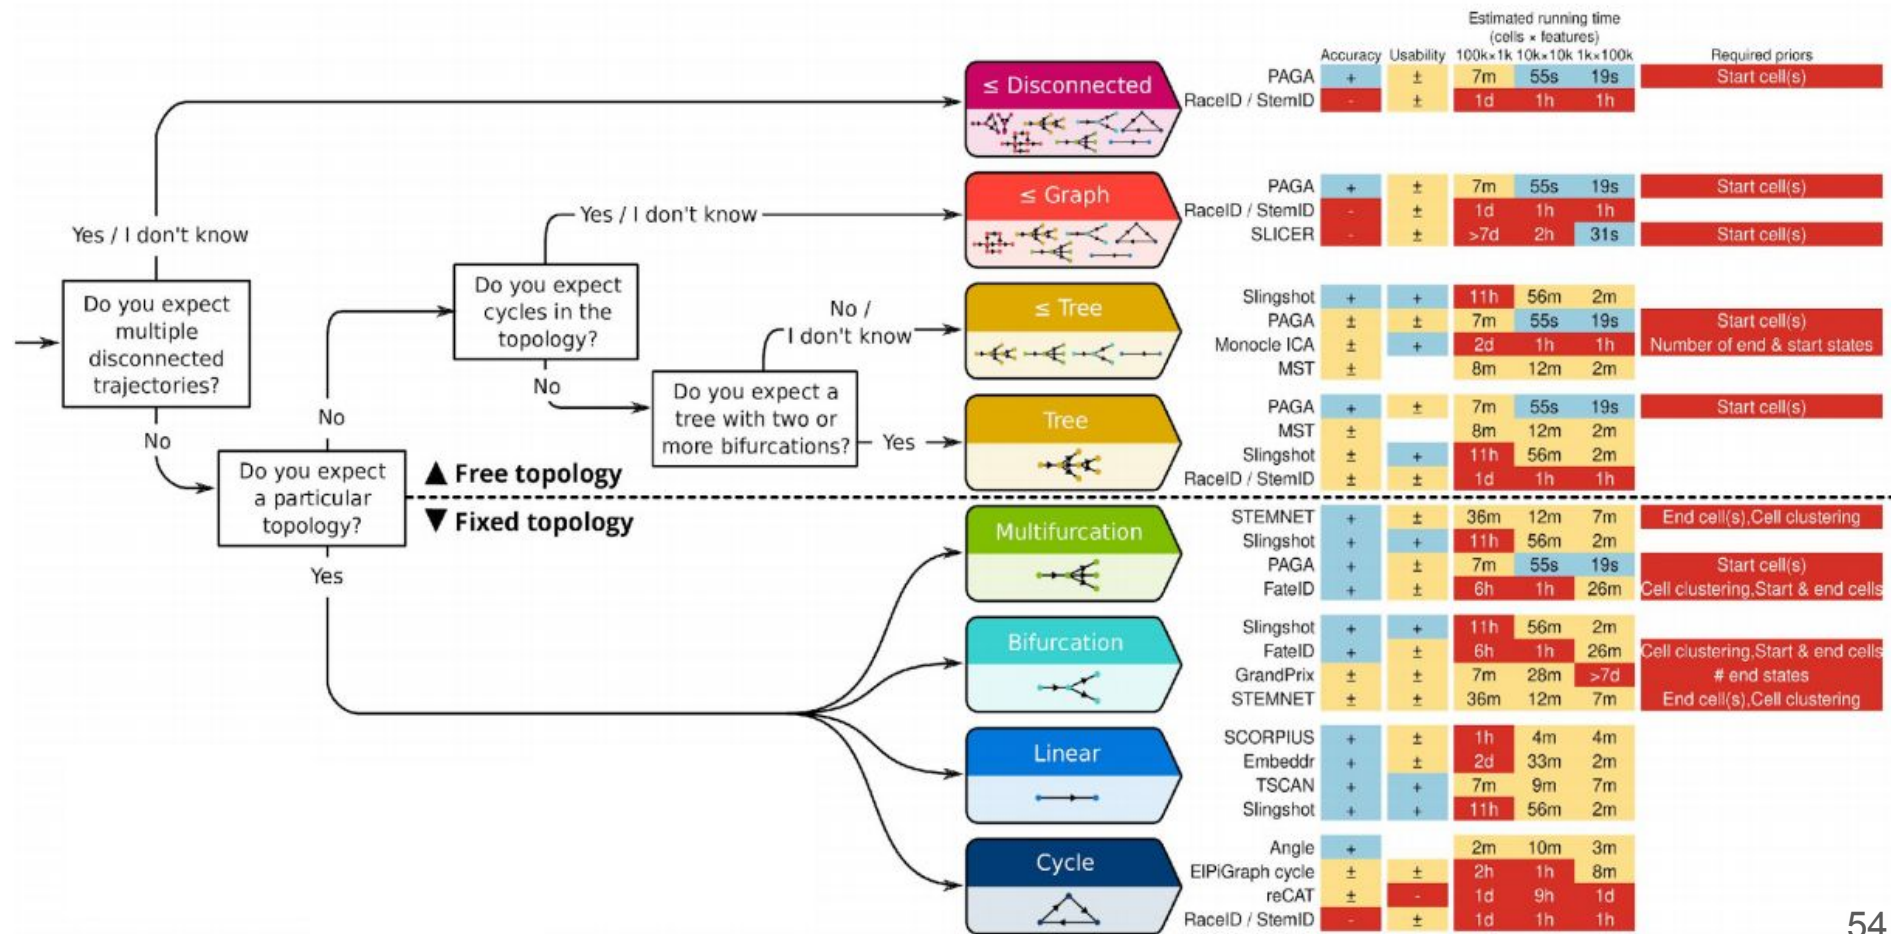 Estimated running time
(cells × features)
Accuracy Usability 100k×1k 10k×10k 1k×100k Required priors
Do you expect
multiple
disconnected
trajectories?
Yes / I don't know
No
Do you expect
a particular
topology?
No
Yes
Do you expect
cycles in the
topology?
Yes / I don't know
No
Do you expect a
tree with two or
more bifurcations?
No /
I don't know
Yes
▲ Free topology
▼ Fixed topology
≤ Disconnected
PAGA + ± 7m 55s 19s Start cell(s)
RaceID / StemID - ± 1d 1h 1h
≤ Graph
PAGA + ± 7m 55s 19s Start cell(s)
RaceID / StemID - ± 1d 1h 1h
SLICER - ± >7d 2h 31s Start cell(s)
≤ Tree
Slingshot + + 11h 56m 2m
PAGA ± ± 7m 55s 19s Start cell(s)
Monocle ICA ± + 2d 1h 1h Number of end & start states
MST ± 8m 12m 2m
Tree
PAGA + ± 7m 55s 19s Start cell(s)
MST ± 8m 12m 2m
Slingshot ± + 11h 56m 2m
RaceID / StemID ± ± 1d 1h 1h
Multifurcation
STEMNET + ± 36m 12m 7m End cell(s),Cell clustering
Slingshot + + 11h 56m 2m
PAGA + ± 7m 55s 19s Start cell(s)
FateID + ± 6h 1h 26m Cell clustering,Start & end cells
Bifurcation
Slingshot + + 11h 56m 2m
FateID + ± 6h 1h 26m Cell clustering,Start & end cells
GrandPrix ± ± 7m 28m >7d # end states
STEMNET ± ± 36m 12m 7m End cell(s),Cell clustering
Linear
SCORPIUS + ± 1h 4m 4m
Embeddr + ± 2d 33m 2m
TSCAN + + 7m 9m 7m
Slingshot + + 11h 56m 2m
Cycle
Angle + 2m 10m 3m
ElPiGraph cycle ± ± 2h 1h 8m
reCAT ± - 1d 9h 1d
RaceID / StemID - ± 1d 1h 1h
54